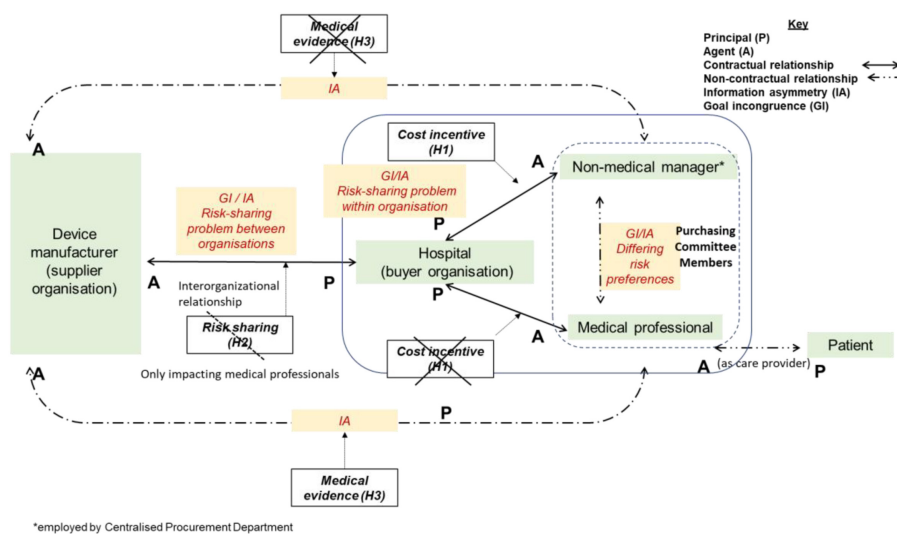 Medical
evidence (H3)
Key
Principal (P)
Agent (A)
Contractual relationship
Non-contractual relationship
Information asymmetry (IA)
Goal incongruence (GI)
IA
A
Cost incentive
(H1)
A
Non-medical manager*
GI / IA
Risk-sharing
problem between
organisations
GI/IA
Risk-sharing problem
within organisation
P
GI/IA
Differing
risk
preferences
Purchasing
Committee
Members
Device
manufacturer
(supplier
organisation)
Hospital
(buyer organisation)
A
P
P
Interorganizational
relationship
Risk sharing
(H2)
Only impacting medical professionals
Cost incentive
(H1)
A
Medical professional
Patient
A
(as care provider)
P
A
P
IA
Medical
evidence (H3)
*employed by Centralised Procurement Department